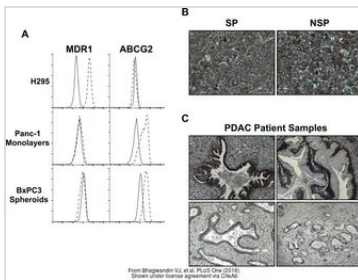 A
MDR1 ABCG2
H295
Panc-1
Monolayers
BxPC3
Spheroids
B
SP NSP
C
PDAC Patient Samples
From Bhagwandin VJ, et al. PLoS One (2016).
Shown under license agreement via CiteAb